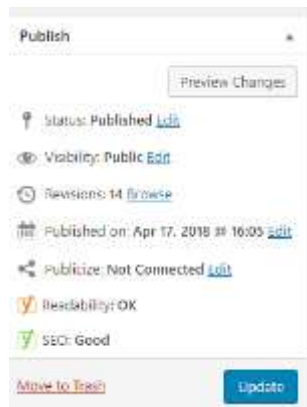 Publish
Preview Changes
Status: Published Edit
Visibility: Public Edit
Revisions: 14 Browse
Published on: Apr 17, 2018 @ 16:05 Edit
Publicize: Not Connected Edit
Readability: OK
SEO: Good
Move to Trash Update